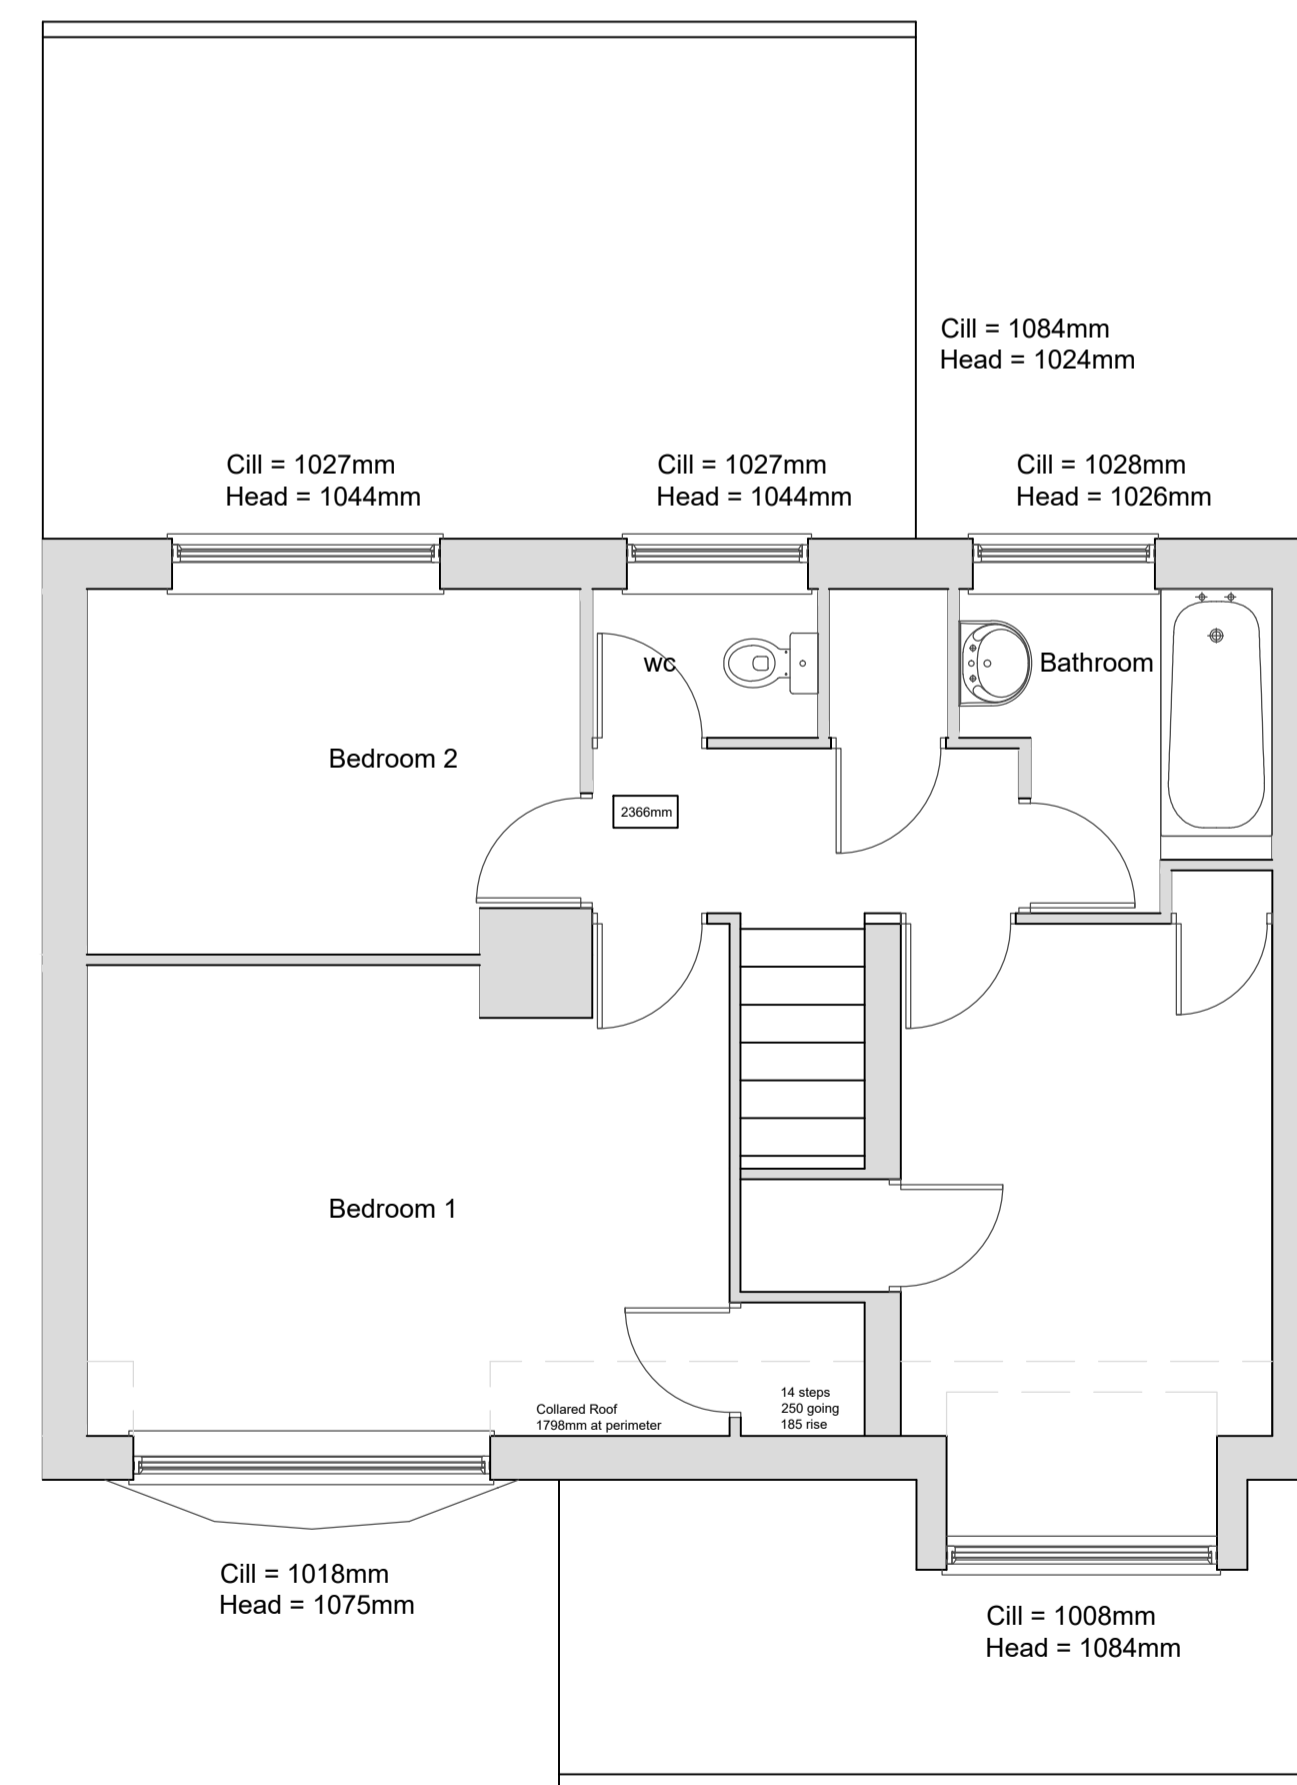 Cill = 1084mm
Head = 1024mm
Cill = 1027mm
Head = 1044mm
Cill = 1027mm
Head = 1044mm
Cill = 1028mm
Head = 1026mm
wc
Bathroom
Bedroom 2
2366mm
Bedroom 1
Collared Roof
1798mm at perimeter
14 steps
250 going
185 rise
Cill = 1018mm
Head = 1075mm
Cill = 1008mm
Head = 1084mm